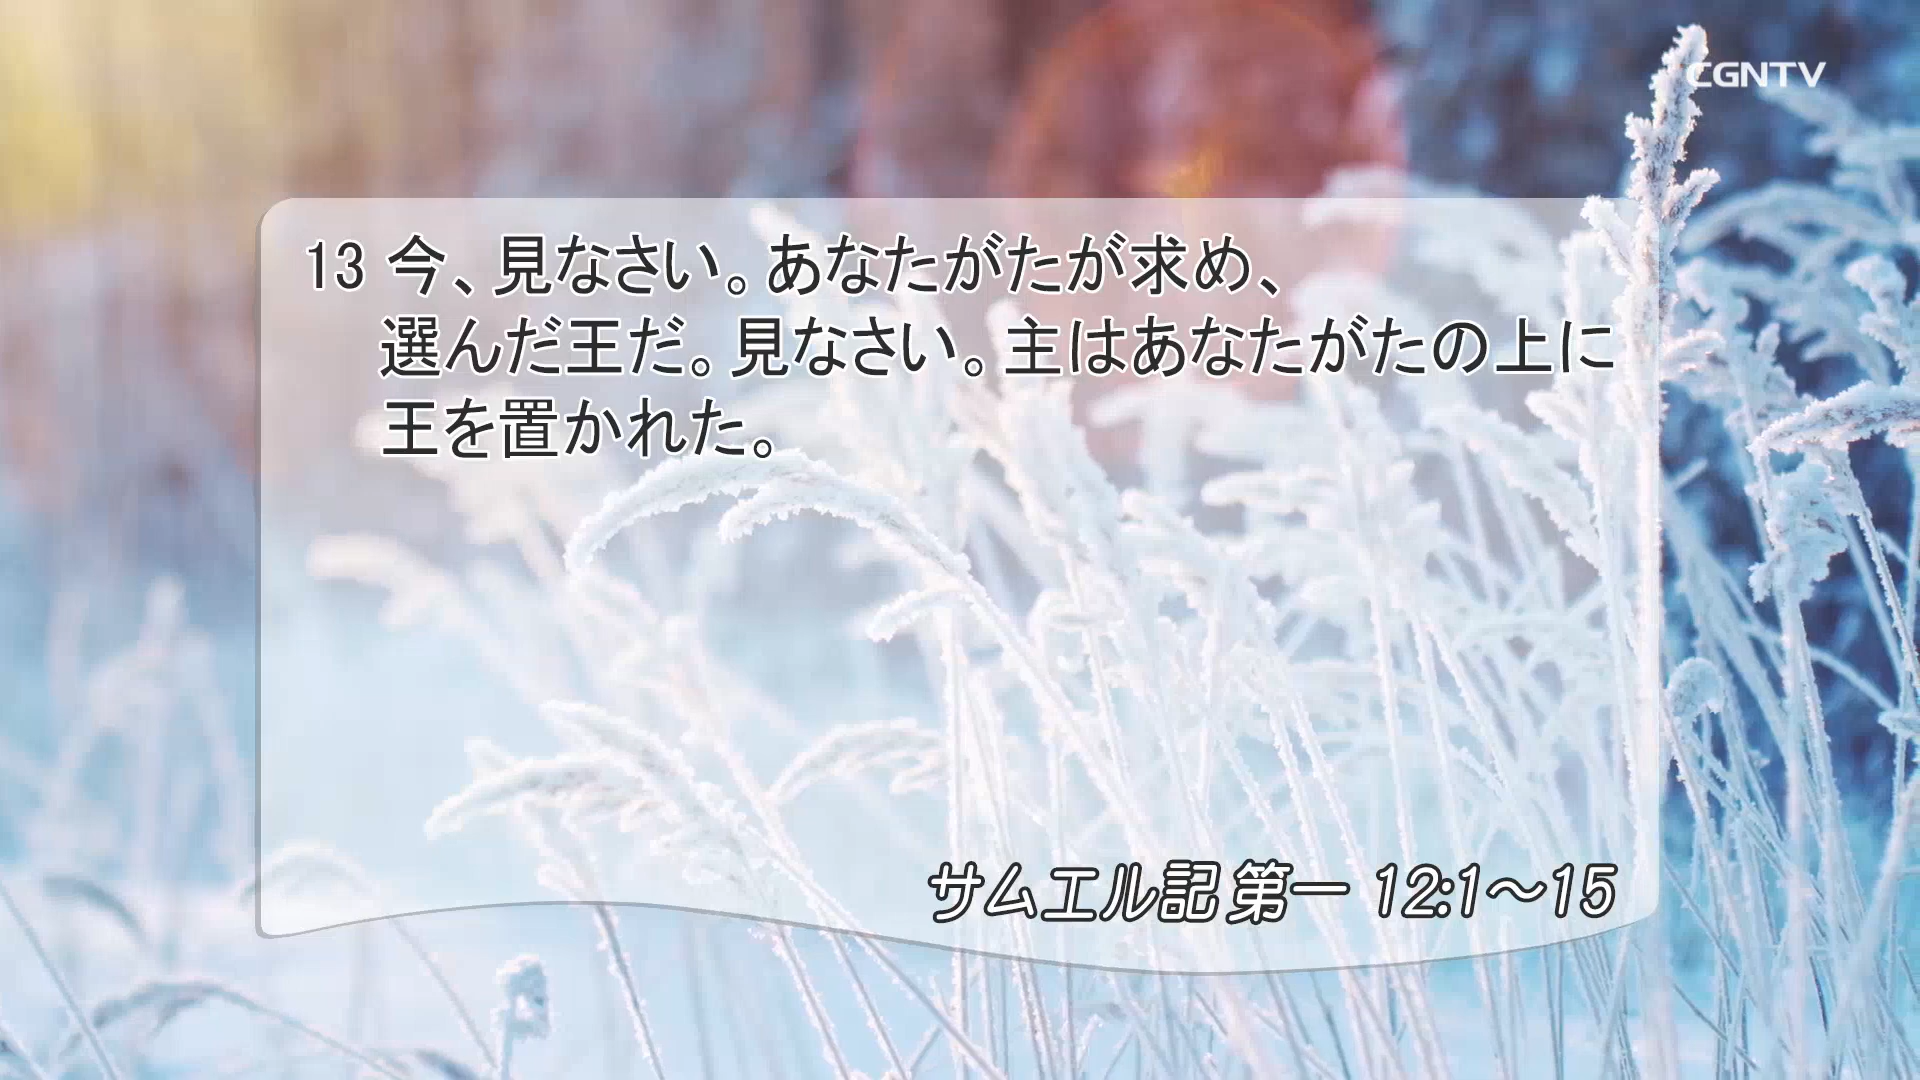 CGNTV
13 今、見なさい。あなたがたが求め、
選んだ王だ。見なさい。主はあなたがたの上に
王を置かれた。
サムエル記 第一 12:1～15